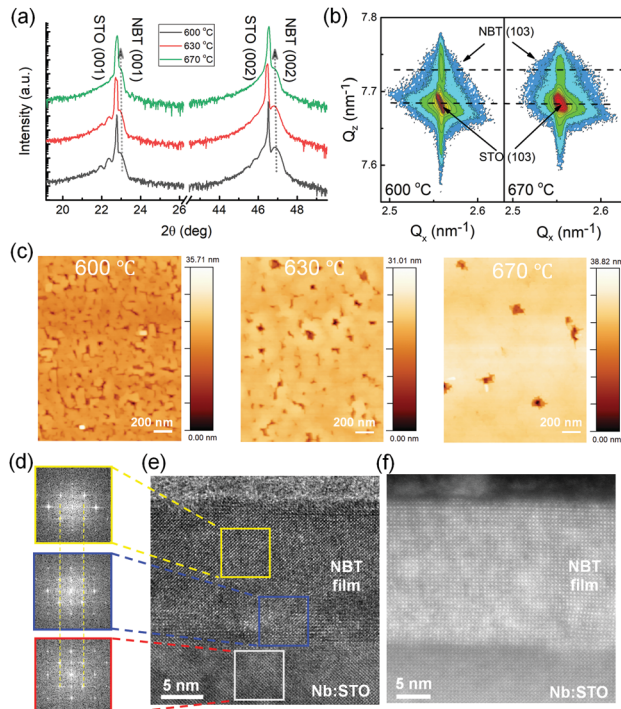 (a)
Intensity (a.u.)
STO (001)
NBT (001)
600 °C
630 °C
670 °C
STO (002)
NBT (002)
20 22 24 26 44 46 48
2θ (deg)
(b)
7.8
7.7
7.6
Qz (nm-1)
NBT (103)
STO (103)
600 °C
670 °C
2.5 2.6 2.5 2.6
Qx (nm-1) Qx (nm-1)
(c)
600 ℃
35.71 nm
200 nm
0.00 nm
630 ℃
31.01 nm
200 nm
0.00 nm
670 ℃
38.82 nm
200 nm
0.00 nm
(d)
(e)
NBT
film
5 nm
Nb:STO
(f)
NBT
film
5 nm
Nb:STO